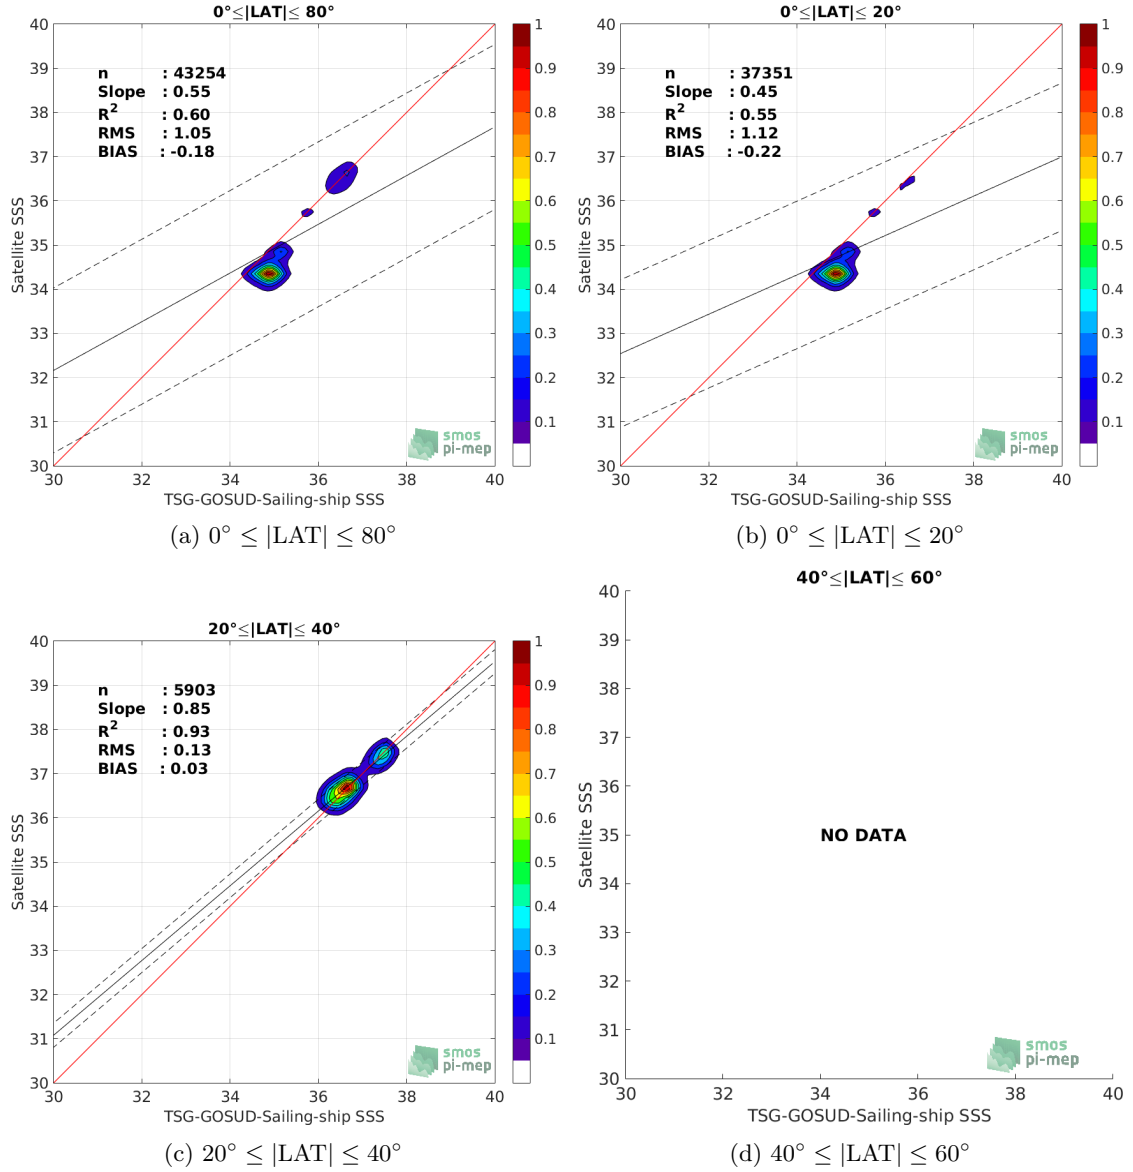 0°≤|LAT|≤ 80°
40
39
38
37
36
35
34
33
32
31
30
30 32 34 36 38 40
Satellite SSS
TSG-GOSUD-Sailing-ship SSS
n : 43254
Slope : 0.55
R² : 0.60
RMS : 1.05
BIAS : -0.18
smos
pi-mep
1
0.9
0.8
0.7
0.6
0.5
0.4
0.3
0.2
0.1
(a) 0° ≤ |LAT| ≤ 80°
0°≤|LAT|≤ 20°
40
39
38
37
36
35
34
33
32
31
30
30 32 34 36 38 40
Satellite SSS
TSG-GOSUD-Sailing-ship SSS
n : 37351
Slope : 0.45
R² : 0.55
RMS : 1.12
BIAS : -0.22
smos
pi-mep
1
0.9
0.8
0.7
0.6
0.5
0.4
0.3
0.2
0.1
(b) 0° ≤ |LAT| ≤ 20°
20°≤|LAT|≤ 40°
40
39
38
37
36
35
34
33
32
31
30
30 32 34 36 38 40
Satellite SSS
TSG-GOSUD-Sailing-ship SSS
n : 5903
Slope : 0.85
R² : 0.93
RMS : 0.13
BIAS : 0.03
smos
pi-mep
1
0.9
0.8
0.7
0.6
0.5
0.4
0.3
0.2
0.1
(c) 20° ≤ |LAT| ≤ 40°
40°≤|LAT|≤ 60°
40
39
38
37
36
35
34
33
32
31
30
30 32 34 36 38 40
Satellite SSS
TSG-GOSUD-Sailing-ship SSS
NO DATA
smos
pi-mep
(d) 40° ≤ |LAT| ≤ 60°